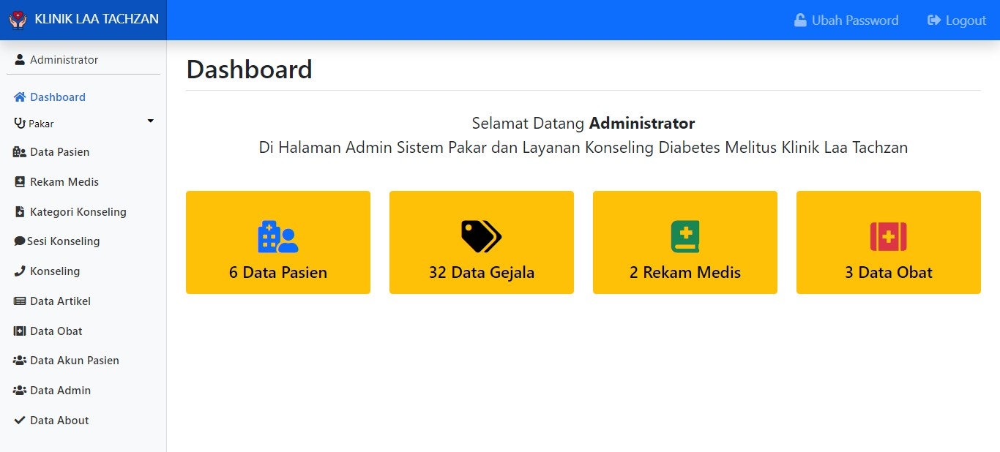 KLINIK LAA TACHZAN
Ubah Password
Logout
Administrator
Dashboard
Pakar
Data Pasien
Rekam Medis
Kategori Konseling
Sesi Konseling
Konseling
Data Artikel
Data Obat
Data Akun Pasien
Data Admin
Data About
Dashboard
Selamat Datang Administrator
Di Halaman Admin Sistem Pakar dan Layanan Konseling Diabetes Melitus Klinik Laa Tachzan
6 Data Pasien
32 Data Gejala
2 Rekam Medis
3 Data Obat